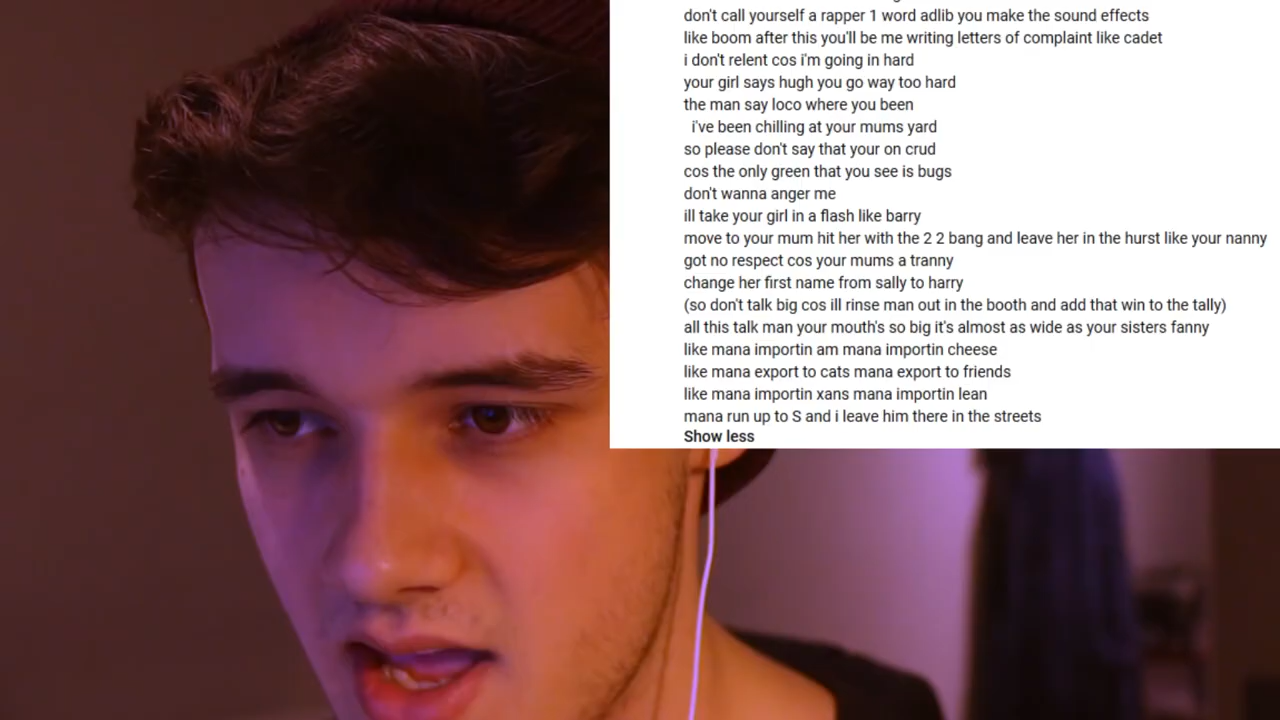 don't call yourself a rapper 1 word adlib you make the sound effects
like boom after this you'll be me writing letters of complaint like cadet
i don't relent cos i'm going in hard
your girl says hugh you go way too hard
the man say loco where you been
i've been chilling at your mums yard
so please don't say that your on crud
cos the only green that you see is bugs
don't wanna anger me
ill take your girl in a flash like barry
move to your mum hit her with the 2 2 bang and leave her in the hurst like your nanny
got no respect cos your mums a tranny
change her first name from sally to harry
(so don't talk big cos ill rinse man out in the booth and add that win to the tally)
all this talk man your mouth's so big it's almost as wide as your sisters fanny
like mana importin am mana importin cheese
like mana export to cats mana export to friends
like mana importin xans mana importin lean
mana run up to S and i leave him there in the streets
Show less